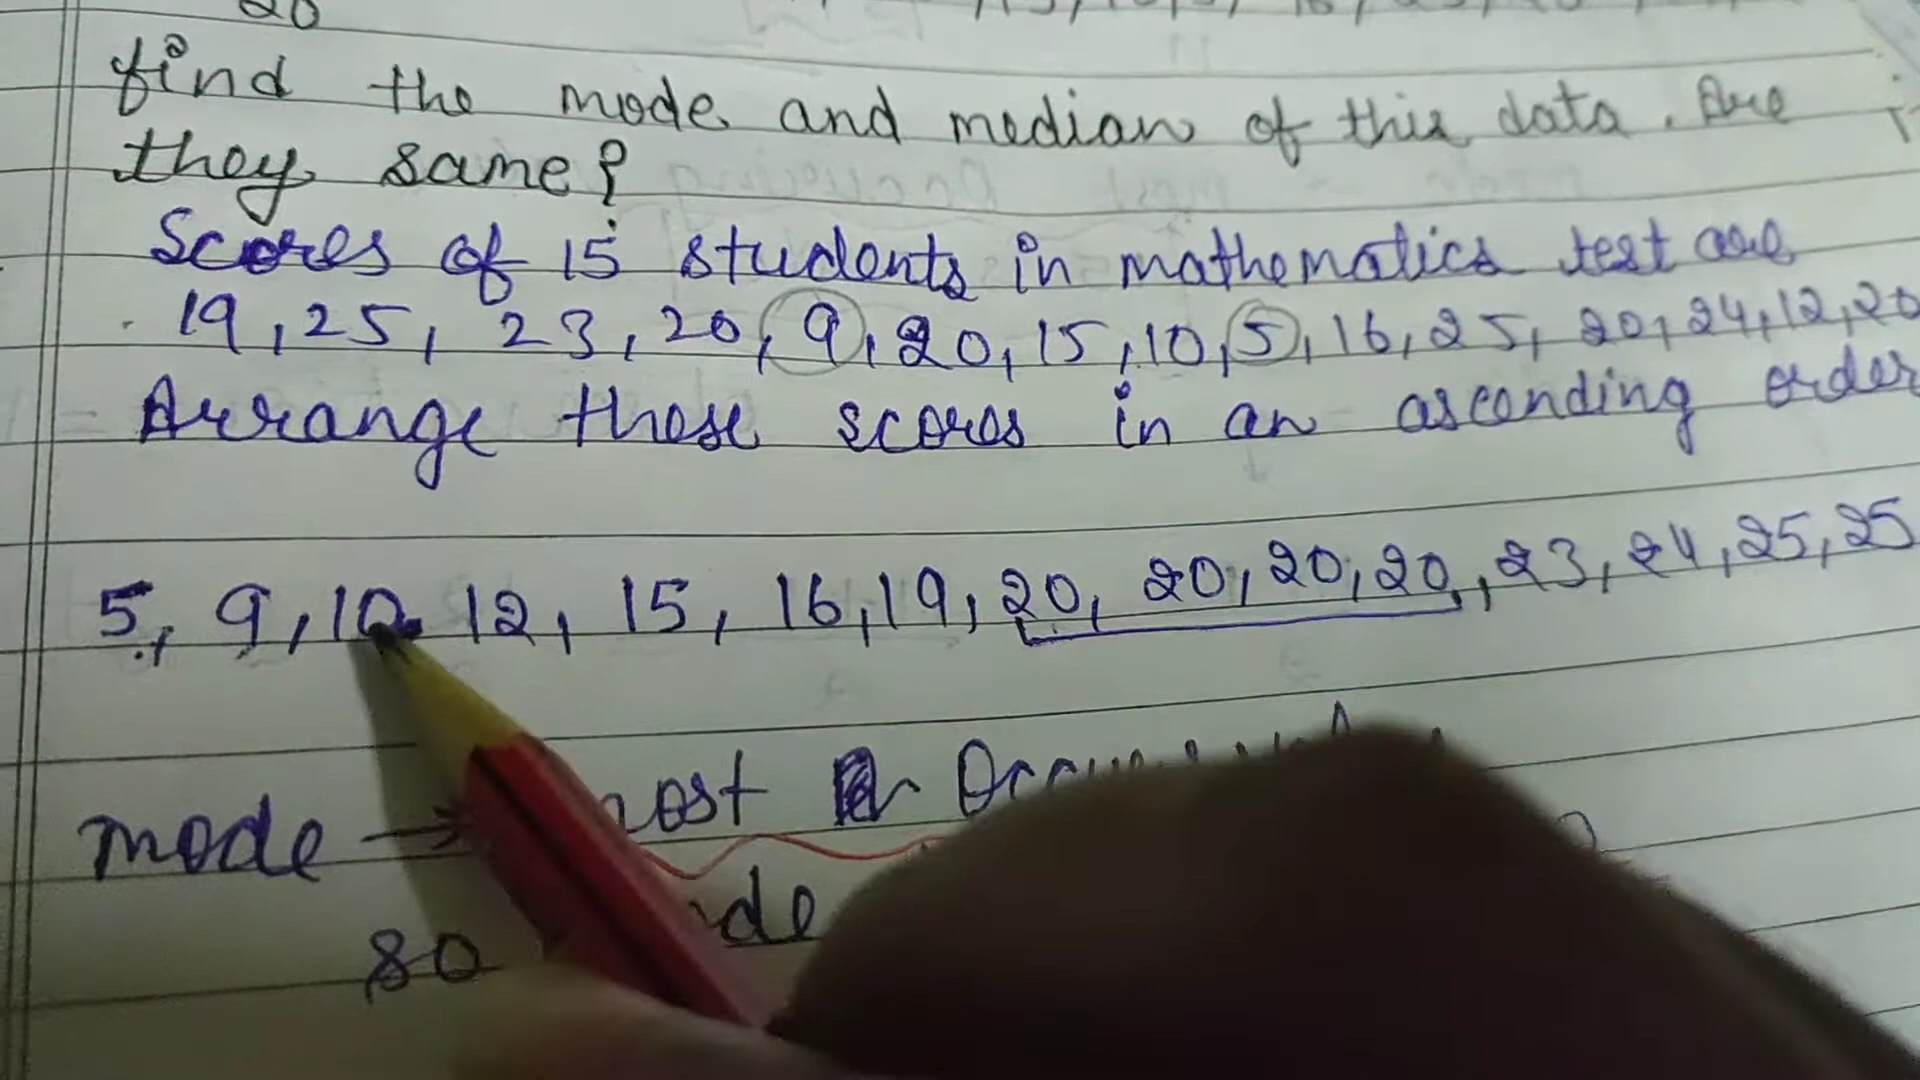 20
find the mode and median of this data. Are
they same?
Scores of 15 students in mathematics test are
19, 25, 23, 20, 9, 20, 15, 10, 5, 16, 25, 20, 24, 12, 20
Arrange these scores in an ascending order
5, 9, 10, 12, 15, 16, 19, 20, 20, 20, 20, 23, 24, 25, 25
mode →
80